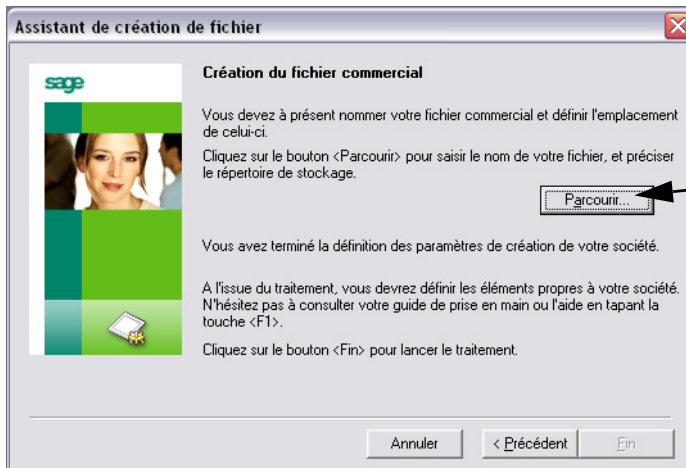 Assistant de création de fichier
sage
Création du fichier commercial
Vous devez à présent nommer votre fichier commercial et définir l'emplacement
de celui-ci.
Cliquez sur le bouton <Parcourir> pour saisir le nom de votre fichier, et préciser
le répertoire de stockage.
Parcourir...
Vous avez terminé la définition des paramètres de création de votre société.
A l'issue du traitement, vous devrez définir les éléments propres à votre société.
N'hésitez pas à consulter votre guide de prise en main ou l'aide en tapant la
touche <F1>.
Cliquez sur le bouton <Fin> pour lancer le traitement.
Annuler
< Précédent
Fin